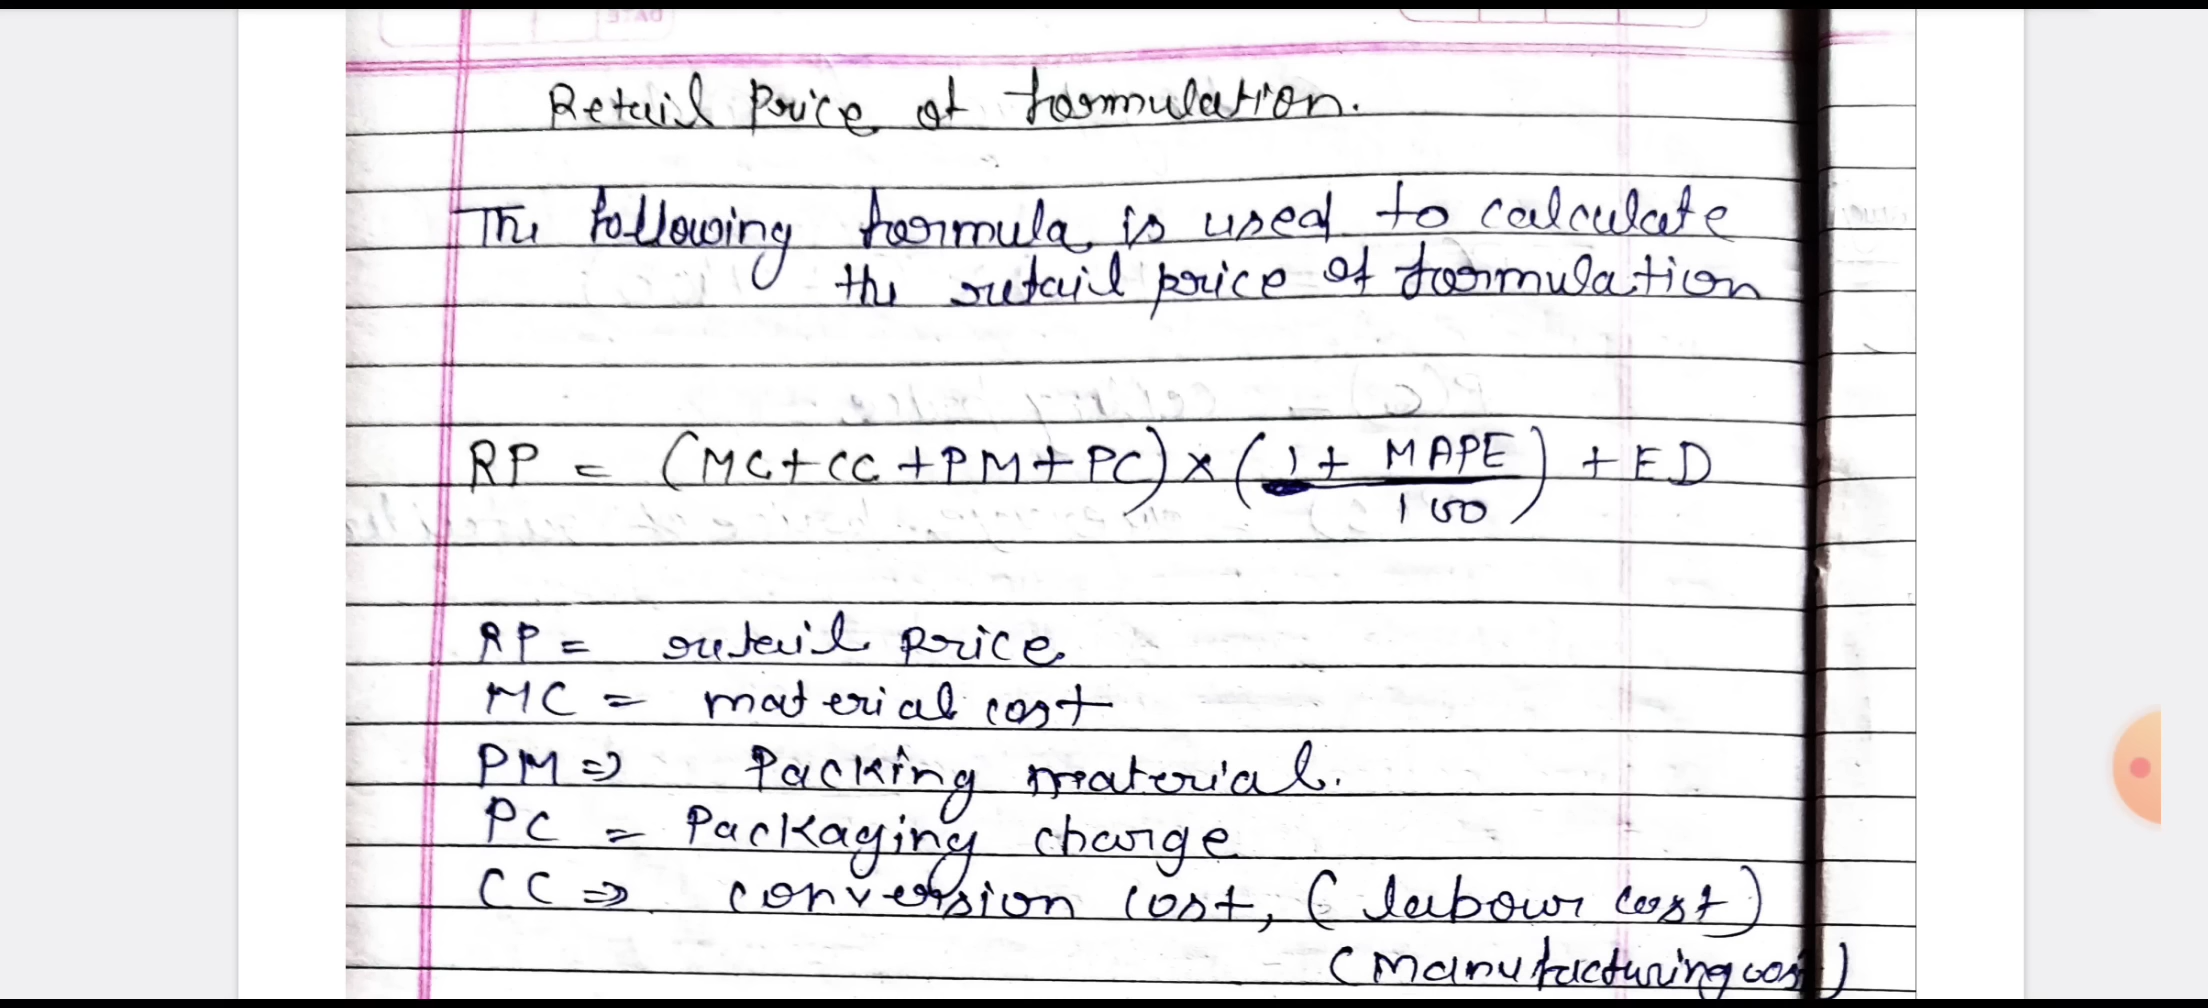 Retail Price of formulation.
The following formula is used to calculate
the retail price of formulation
RP = (MC+CC+PM+PC) x (1 + MAPE/100) + ED
RP = retail price
MC = material cost
PM => Packing material.
PC = Packaging charge
CC => conversion cost, (labour cost)
(manufacturing cost)